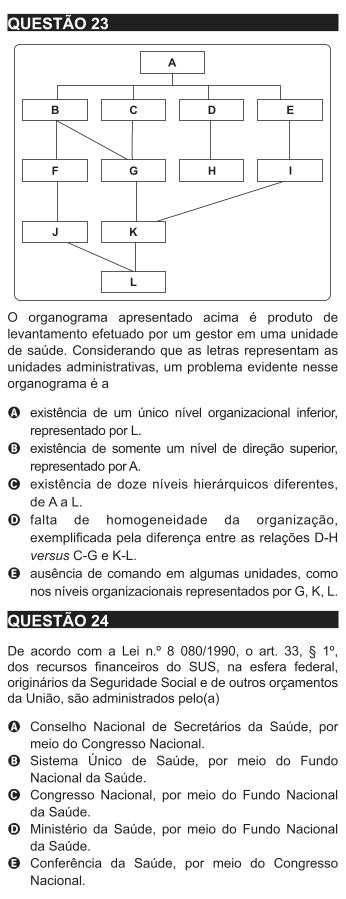 QUESTÃO 23
A
B C D E
F G H I
J K
L
O organograma apresentado acima é produto de
levantamento efetuado por um gestor em uma unidade
de saúde. Considerando que as letras representam as
unidades administrativas, um problema evidente nesse
organograma é a
A existência de um único nível organizacional inferior,
representado por L.
B existência de somente um nível de direção superior,
representado por A.
C existência de doze níveis hierárquicos diferentes,
de A a L.
D falta de homogeneidade da organização,
exemplificada pela diferença entre as relações D-H
versus C-G e K-L.
E ausência de comando em algumas unidades, como
nos níveis organizacionais representados por G, K, L.
QUESTÃO 24
De acordo com a Lei n.º 8 080/1990, o art. 33, § 1º,
dos recursos financeiros do SUS, na esfera federal,
originários da Seguridade Social e de outros orçamentos
da União, são administrados pelo(a)
A Conselho Nacional de Secretários da Saúde, por
meio do Congresso Nacional.
B Sistema Único de Saúde, por meio do Fundo
Nacional da Saúde.
C Congresso Nacional, por meio do Fundo Nacional
da Saúde.
D Ministério da Saúde, por meio do Fundo Nacional
da Saúde.
E Conferência da Saúde, por meio do Congresso
Nacional.